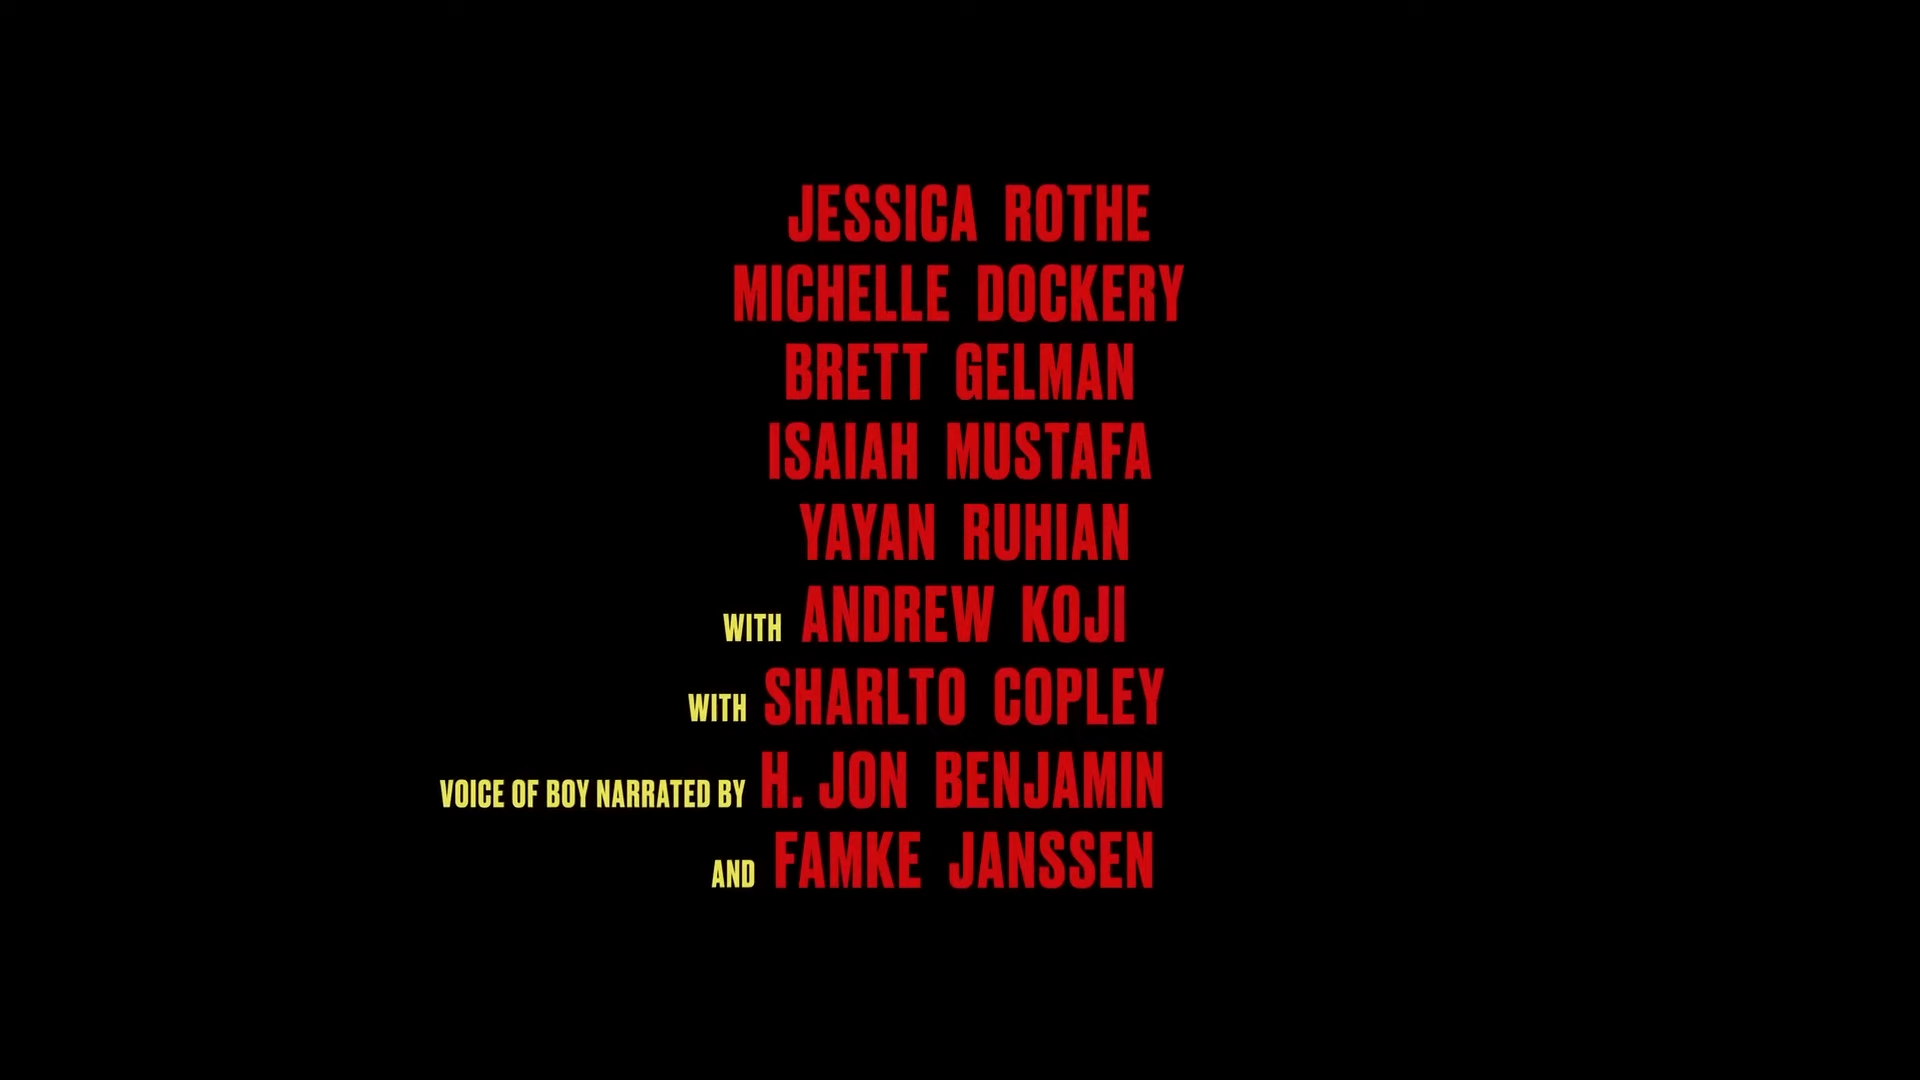 JESSICA ROTHE
MICHELLE DOCKERY
BRETT GELMAN
ISAIAH MUSTAFA
YAYAN RUHIAN
WITH ANDREW KOJI
WITH SHARLTO COPLEY
VOICE OF BOY NARRATED BY H. JON BENJAMIN
AND FAMKE JANSSEN